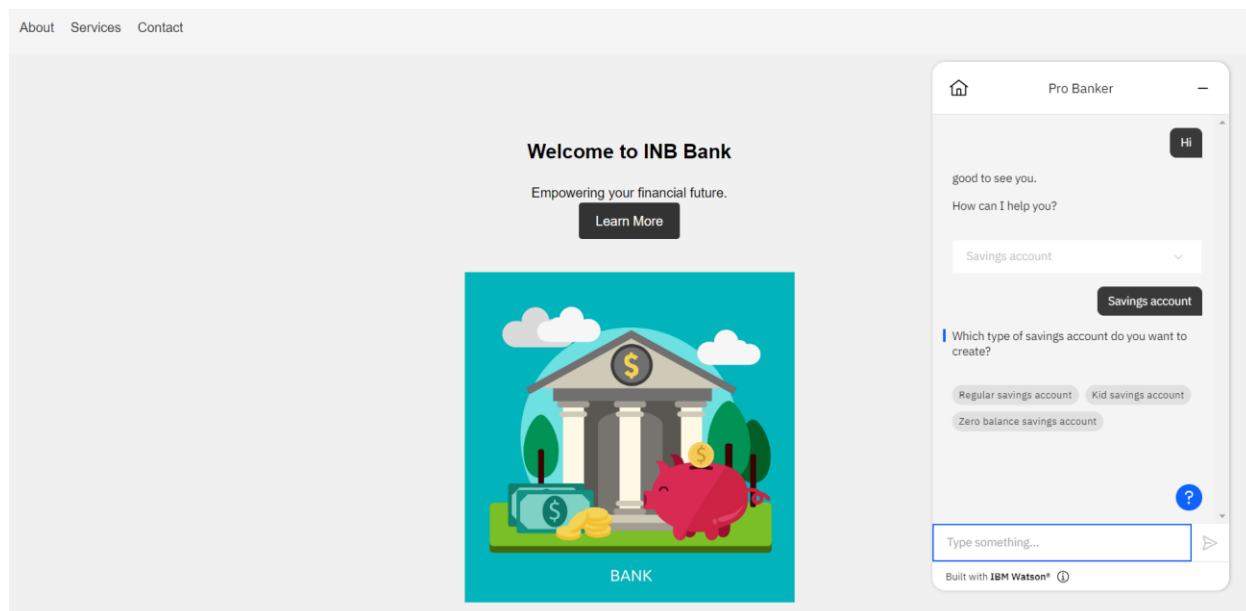 About Services Contact
Welcome to INB Bank
Empowering your financial future.
Learn More
$
$
$
BANK
Pro Banker
Hi
good to see you.
How can I help you?
Savings account
Savings account
Which type of savings account do you want to
create?
Regular savings account Kid savings account
Zero balance savings account
?
Type something...
Built with IBM Watson®